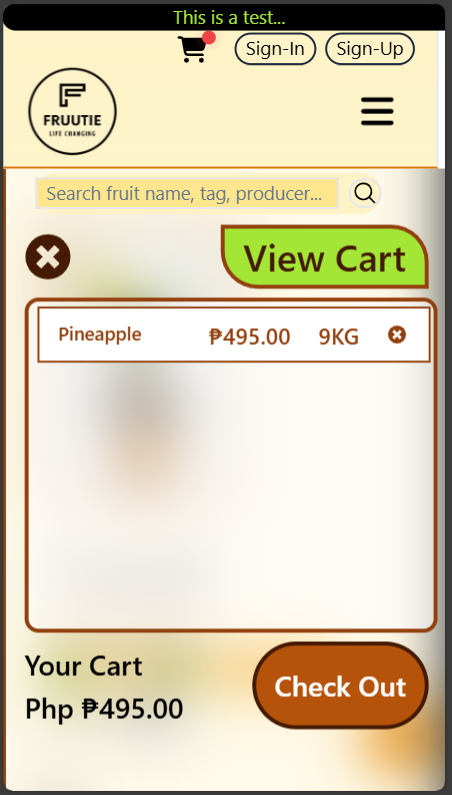 This is a test...
Sign-In Sign-Up
FRUUTIE
LIFE CHANGING
Search fruit name, tag, producer...
View Cart
Pineapple ₱495.00 9KG
Your Cart
Php ₱495.00
Check Out